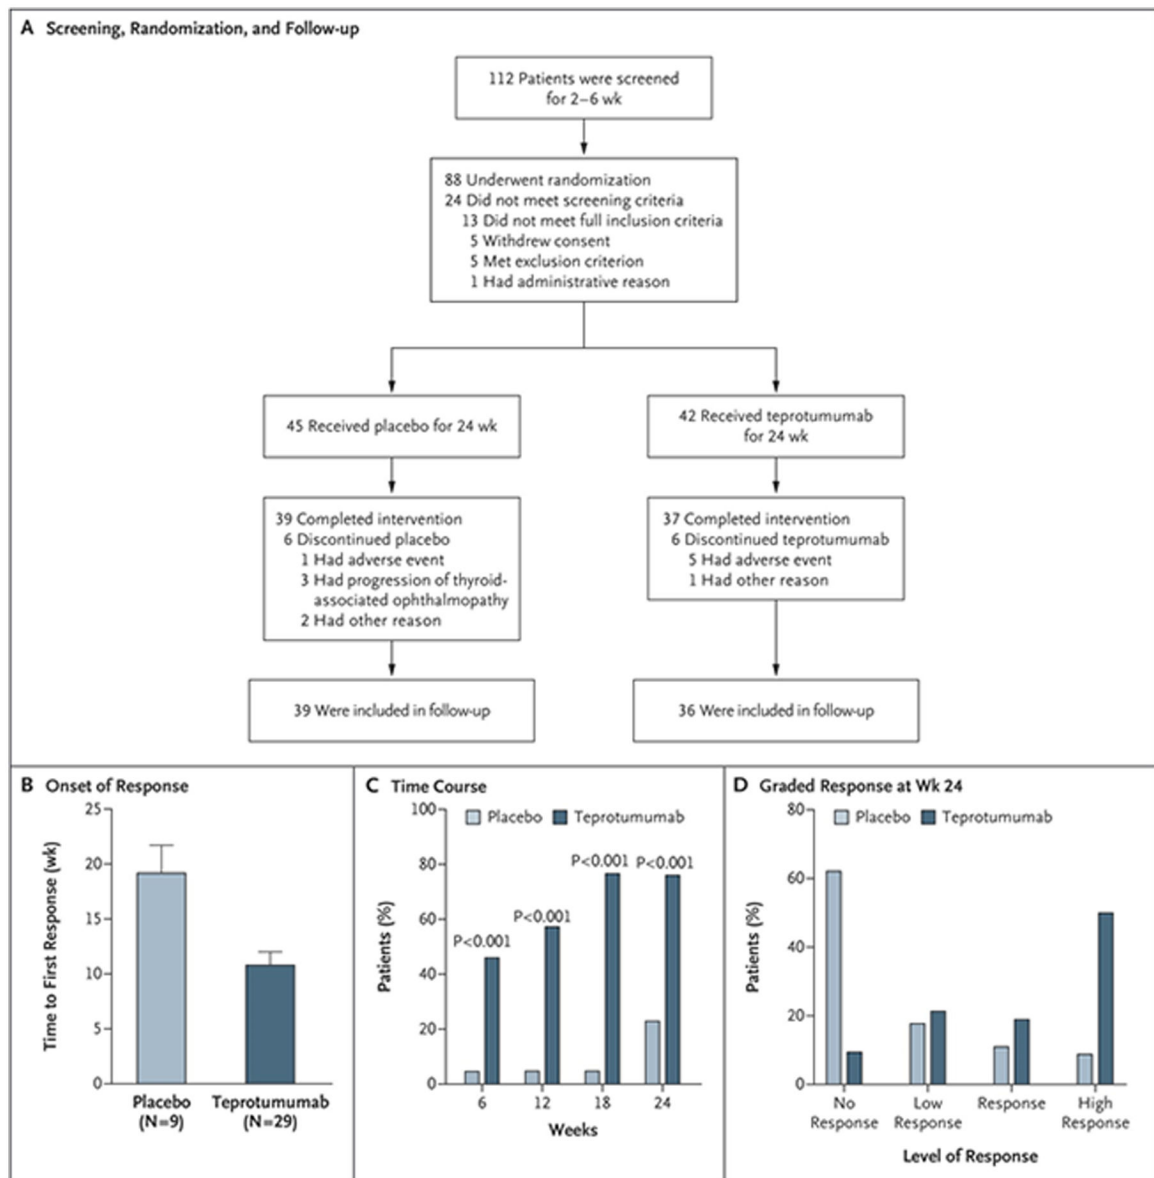 A Screening, Randomization, and Follow-up
112 Patients were screened
for 2–6 wk
88 Underwent randomization
24 Did not meet screening criteria
13 Did not meet full inclusion criteria
5 Withdrew consent
5 Met exclusion criterion
1 Had administrative reason
45 Received placebo for 24 wk
42 Received teprotumumab
for 24 wk
39 Completed intervention
6 Discontinued placebo
1 Had adverse event
3 Had progression of thyroid-
associated ophthalmopathy
2 Had other reason
37 Completed intervention
6 Discontinued teprotumumab
5 Had adverse event
1 Had other reason
39 Were included in follow-up
36 Were included in follow-up
B Onset of Response
Time to First Response (wk)
25
20
15
10
5
0
Placebo
(N=9)
Teprotumumab
(N=29)
C Time Course
Placebo Teprotumumab
Patients (%)
100
80
60
40
20
0
P<0.001
P<0.001
P<0.001
P<0.001
6 12 18 24
Weeks
D Graded Response at Wk 24
Placebo Teprotumumab
Patients (%)
80
60
40
20
0
No
Response
Low
Response
Response
High
Response
Level of Response